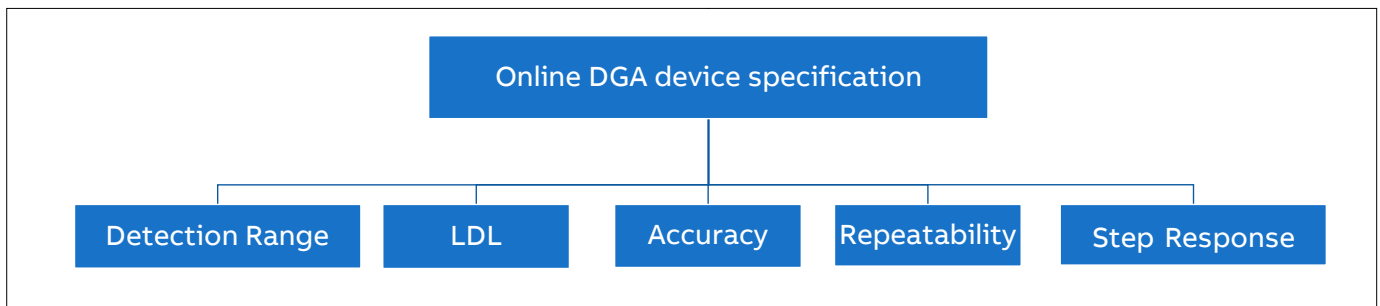 Online DGA device specification
Detection Range
LDL
Accuracy
Repeatability
Step Response